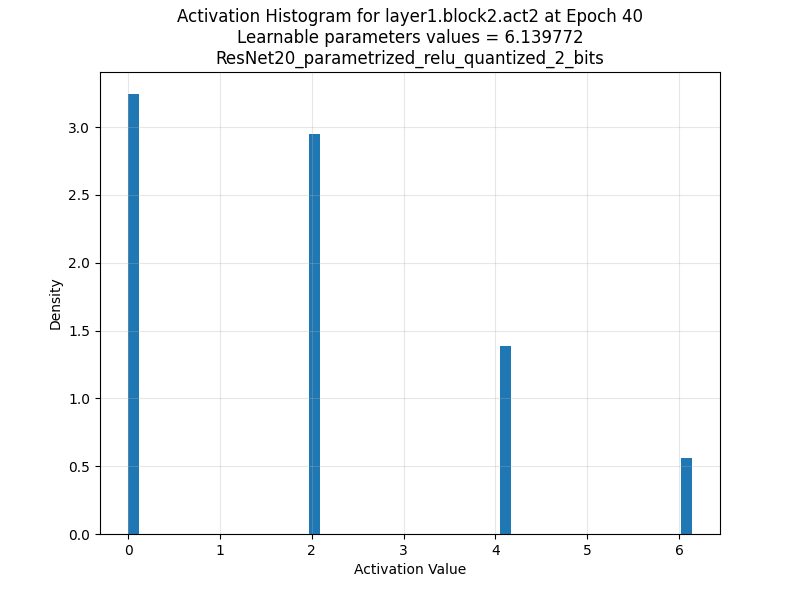 Activation Histogram for layer1.block2.act2 at Epoch 40
Learnable parameters values = 6.139772
ResNet20_parametrized_relu_quantized_2_bits
3.0
2.5
2.0
1.5
1.0
0.5
0.0
Density
0 1 2 3 4 5 6
Activation Value